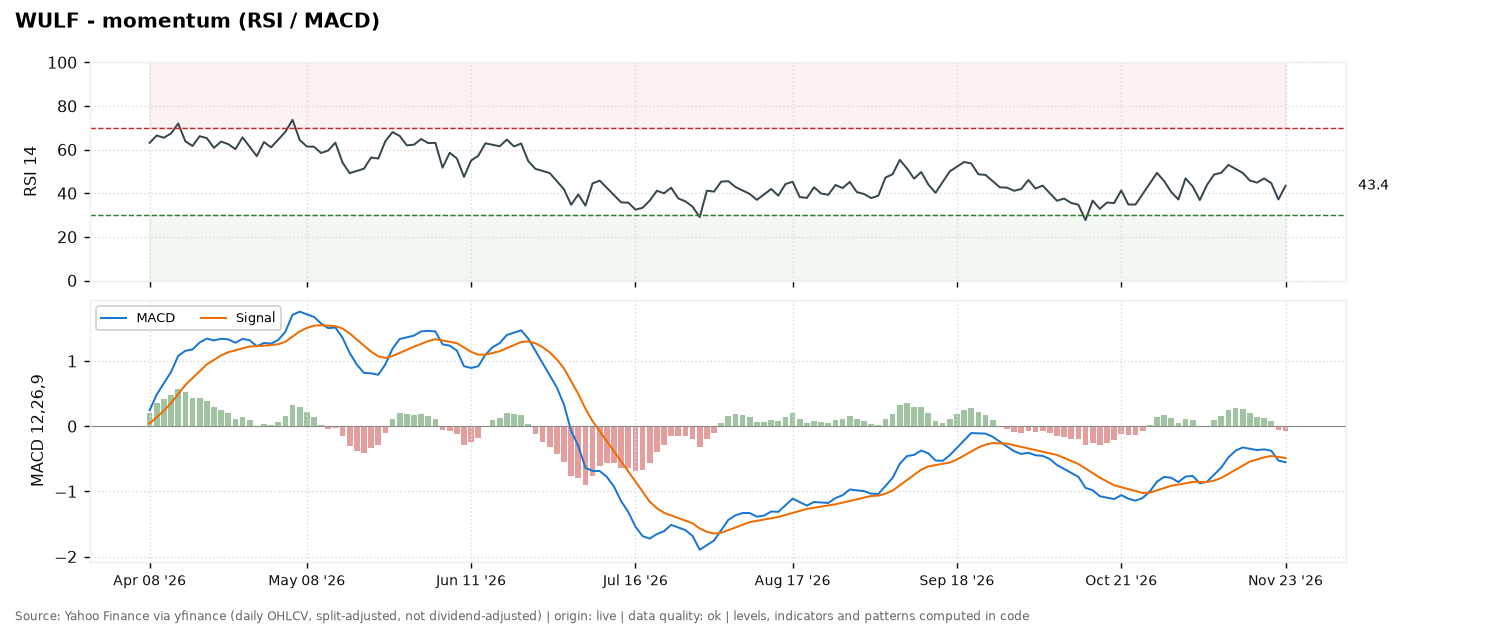 WULF - momentum (RSI / MACD)
100
80
60
40
20
0
RSI 14
43.4
MACD
Signal
1
0
−1
−2
MACD 12,26,9
Apr 08 '26
May 08 '26
Jun 11 '26
Jul 16 '26
Aug 17 '26
Sep 18 '26
Oct 21 '26
Nov 23 '26
Source: Yahoo Finance via yfinance (daily OHLCV, split-adjusted, not dividend-adjusted) | origin: live | data quality: ok | levels, indicators and patterns computed in code